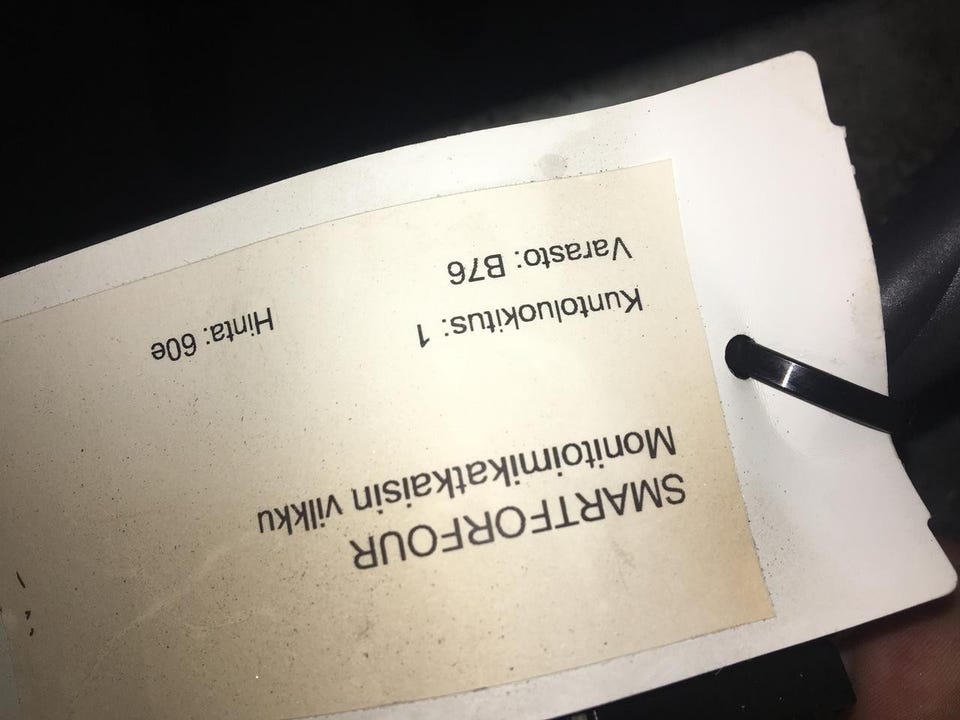 SMARTFORFOUR
Monitoimikatkaisin vilkku
Kuntoluokitus: 1
Hinta: 60e
Varasto: B76